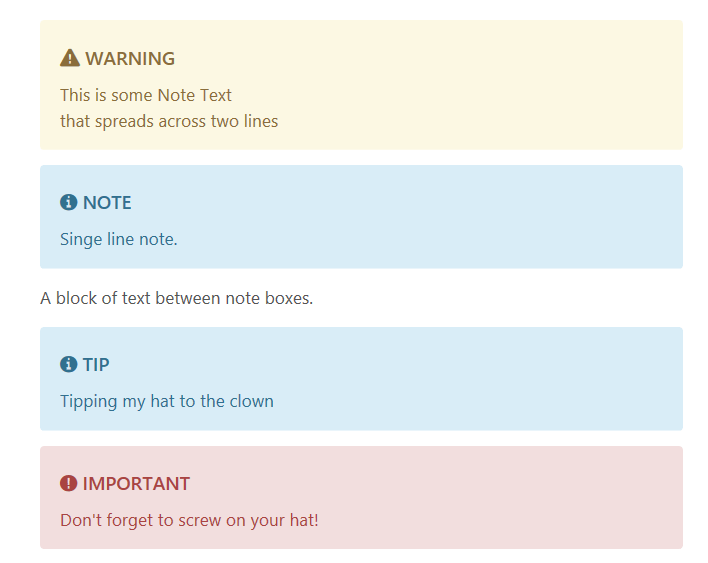 WARNING
This is some Note Text
that spreads across two lines
NOTE
Singe line note.
A block of text between note boxes.
TIP
Tipping my hat to the clown
IMPORTANT
Don't forget to screw on your hat!